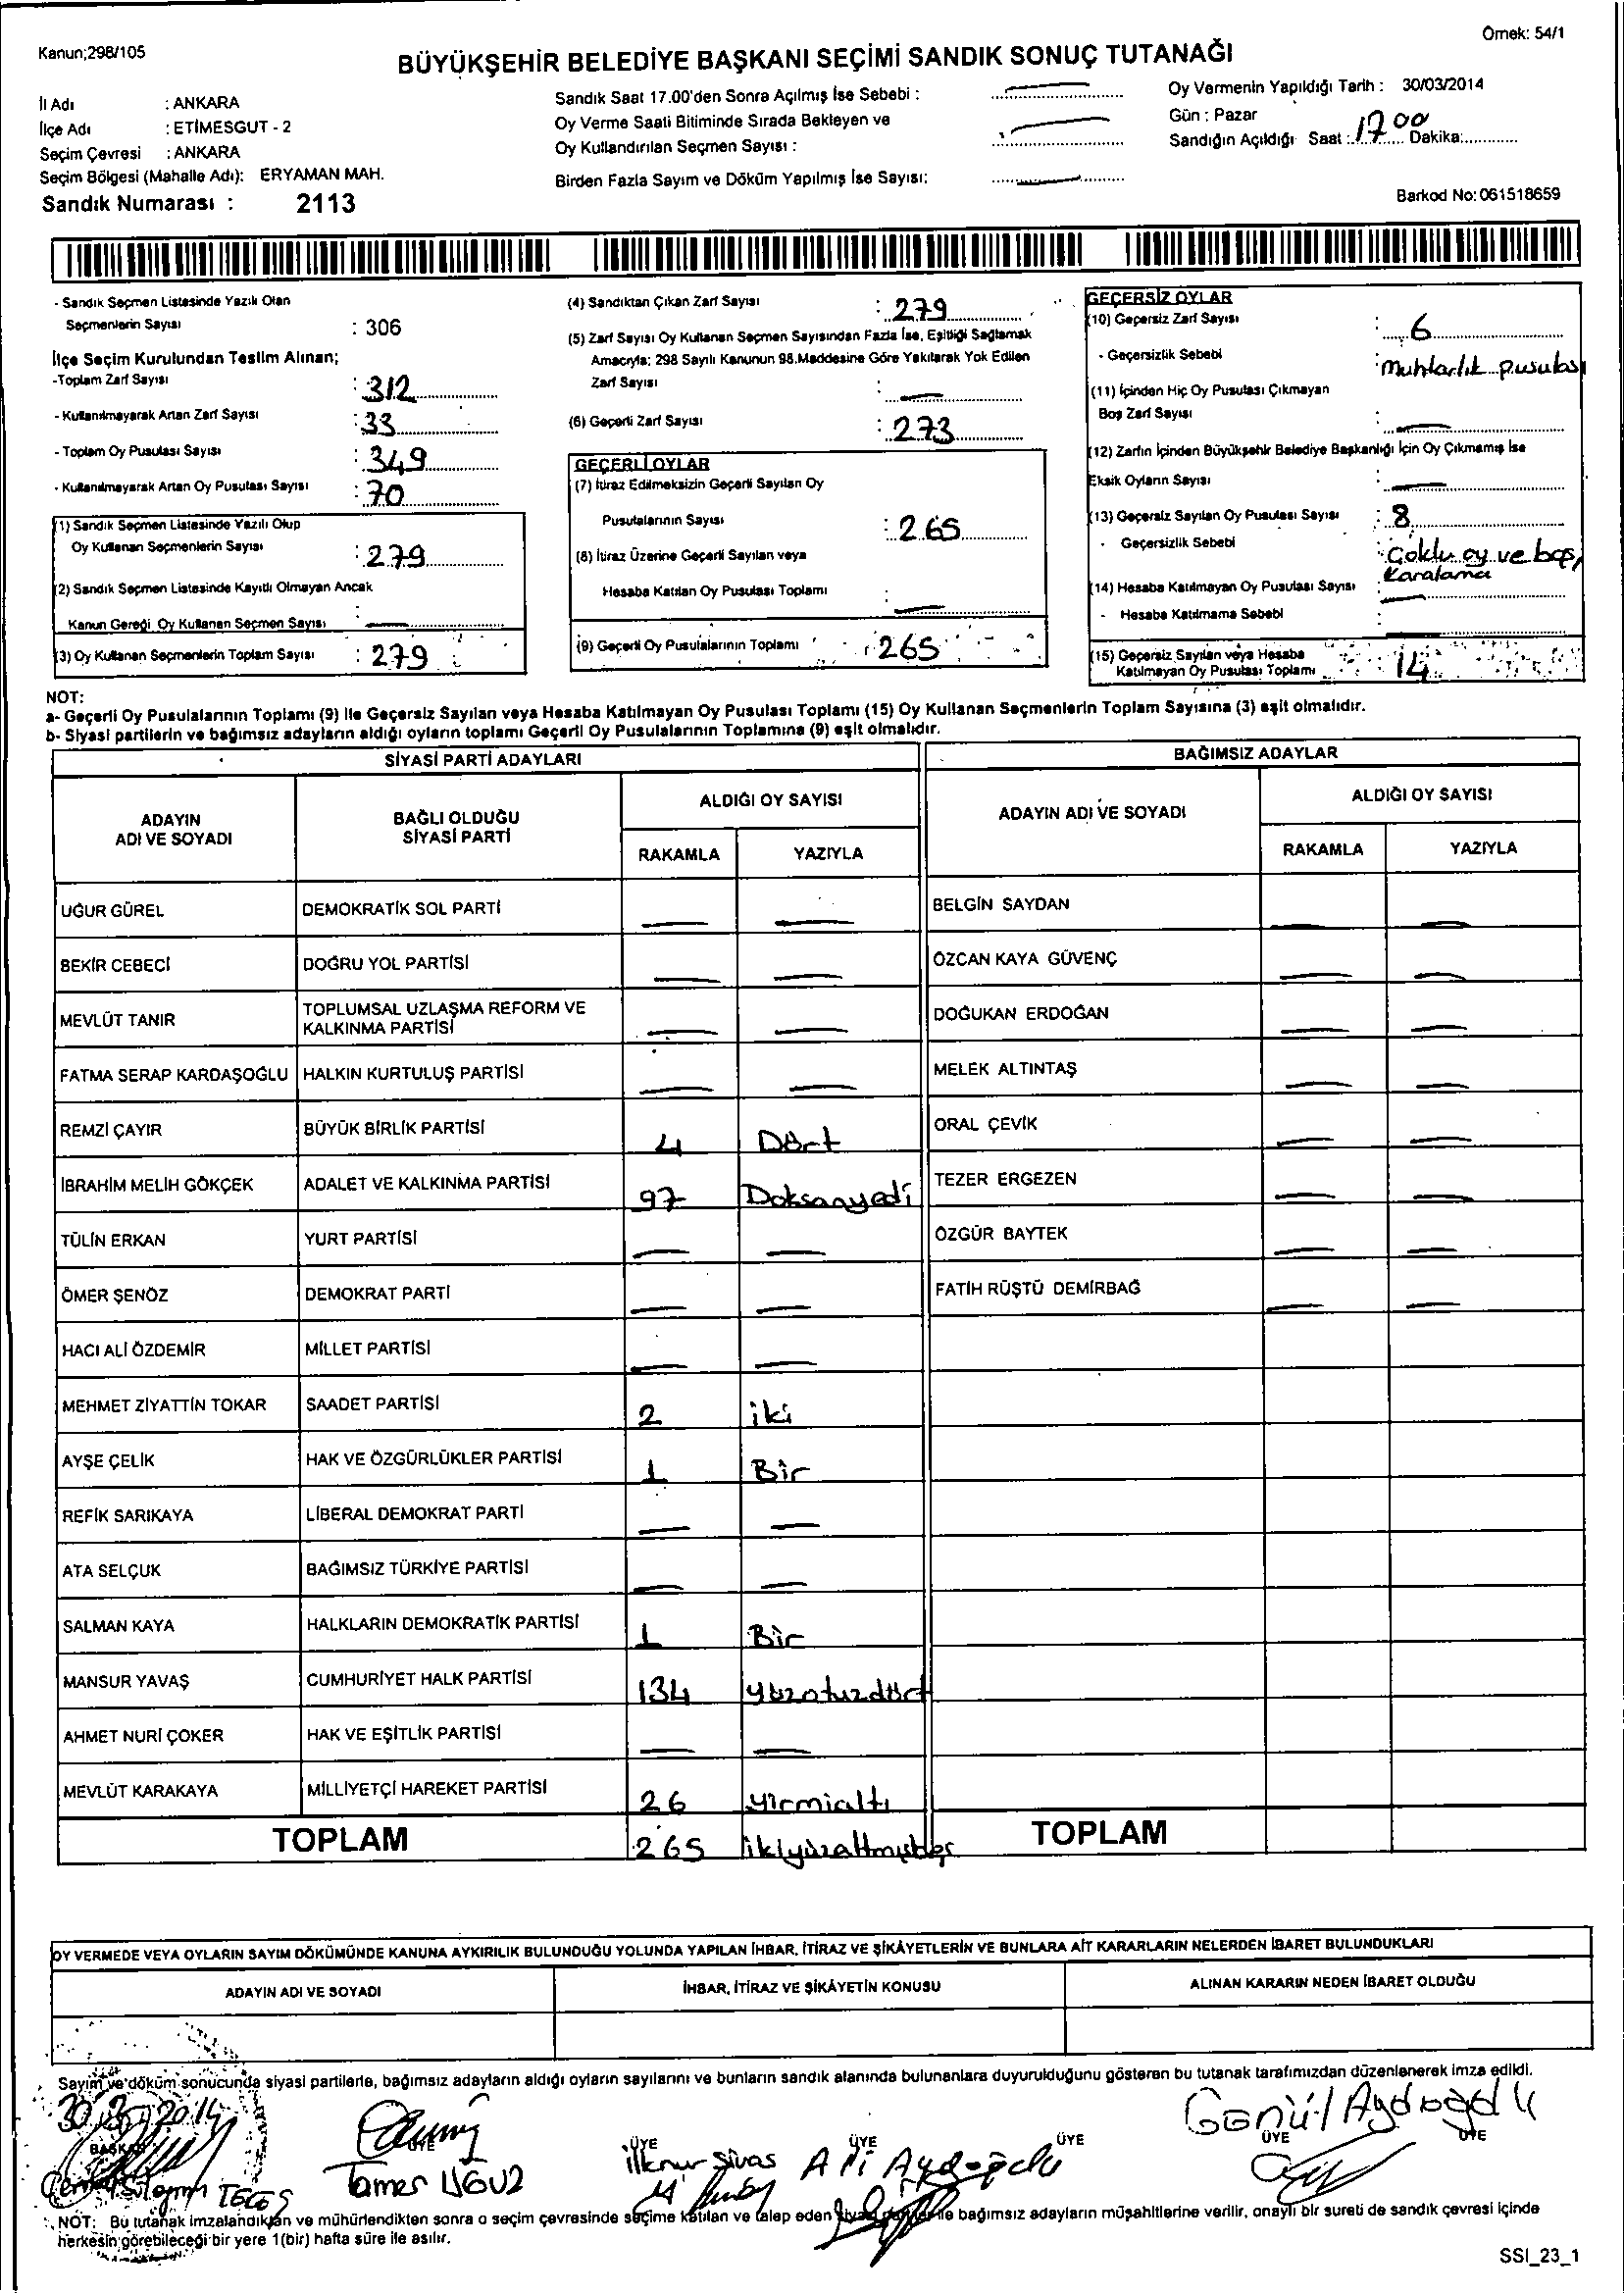 Kanun;298/105
Örnek: 54/1
BÜYÜKŞEHİR BELEDİYE BAŞKANI SEÇİMİ SANDIK SONUÇ TUTANAĞI
İl Adı : ANKARA
İlçe Adı : ETİMESGUT - 2
Seçim Çevresi : ANKARA
Seçim Bölgesi (Mahalle Adı): ERYAMAN MAH.
Sandık Numarası : 2113
Sandık Saat 17.00'den Sonra Açılmış İse Sebebi :
Oy Verme Saati Bitiminde Sırada Bekleyen ve
Oy Kullandırılan Seçmen Sayısı :
Birden Fazla Sayım ve Döküm Yapılmış İse Sayısı:
Oy Vermenin Yapıldığı Tarih : 30/03/2014
Gün : Pazar
Sandığın Açıldığı Saat : 17 00 Dakika:
Barkod No: 061518659
- Sandık Seçmen Listesinde Yazılı Olan
Seçmenlerin Sayısı : 306
İlçe Seçim Kurulundan Teslim Alınan;
-Toplam Zarf Sayısı : 312
- Kullanılmayarak Artan Zarf Sayısı : 33
- Toplam Oy Pusulası Sayısı : 349
- Kullanılmayarak Artan Oy Pusulası Sayısı : 70
(1) Sandık Seçmen Listesinde Yazılı Olup
Oy Kullanan Seçmenlerin Sayısı : 279
(2) Sandık Seçmen Listesinde Kayıtlı Olmayan Ancak
Kanun Gereği Oy Kullanan Seçmen Sayısı :
(3) Oy Kullanan Seçmenlerin Toplam Sayısı : 279
(4) Sandıktan Çıkan Zarf Sayısı : 279
(5) Zarf Sayısı Oy Kullanan Seçmen Sayısından Fazla İse, Eşitliği Sağlamak
Amacıyla; 298 Sayılı Kanunun 98.Maddesine Göre Yakılarak Yok Edilen
Zarf Sayısı :
(6) Geçerli Zarf Sayısı : 273
GEÇERLİ OYLAR
(7) İtiraz Edilmeksizin Geçerli Sayılan Oy
Pusulalarının Sayısı : 265
(8) İtiraz Üzerine Geçerli Sayılan veya
Hesaba Katılan Oy Pusulası Toplamı :
(9) Geçerli Oy Pusulalarının Toplamı : 265
GEÇERSİZ OYLAR
(10) Geçersiz Zarf Sayısı : 6
- Geçersizlik Sebebi : Muhtarlık pusulası
(11) İçinden Hiç Oy Pusulası Çıkmayan
Boş Zarf Sayısı :
(12) Zarfın İçinden Büyükşehir Belediye Başkanlığı İçin Oy Çıkmamış İse
Eksik Oyların Sayısı :
(13) Geçersiz Sayılan Oy Pusulası Sayısı : 8
- Geçersizlik Sebebi : Çoklu oy ve boş,
karalama
(14) Hesaba Katılmayan Oy Pusulası Sayısı :
- Hesaba Katılmama Sebebi
(15) Geçersiz Sayılan veya Hesaba
Katılmayan Oy Pusulası Toplamı : 14
NOT:
a- Geçerli Oy Pusulalarının Toplamı (9) ile Geçersiz Sayılan veya Hesaba Katılmayan Oy Pusulası Toplamı (15) Oy Kullanan Seçmenlerin Toplam Sayısına (3) eşit olmalıdır.
b- Siyasi partilerin ve bağımsız adayların aldığı oyların toplamı Geçerli Oy Pusulalarının Toplamına (9) eşit olmalıdır.
SİYASİ PARTİ ADAYLARI
BAĞIMSIZ ADAYLAR
ADAYIN ADI VE SOYADI
BAĞLI OLDUĞU SİYASİ PARTİ
ALDIĞI OY SAYISI
RAKAMLA YAZIYLA
ADAYIN ADI VE SOYADI
ALDIĞI OY SAYISI
RAKAMLA YAZIYLA
UĞUR GÜREL DEMOKRATİK SOL PARTİ
BELGİN SAYDAN
BEKİR CEBECİ DOĞRU YOL PARTİSİ
ÖZCAN KAYA GÜVENÇ
MEVLÜT TANIR TOPLUMSAL UZLAŞMA REFORM VE KALKINMA PARTİSİ
DOĞUKAN ERDOĞAN
FATMA SERAP KARDAŞOĞLU HALKIN KURTULUŞ PARTİSİ
MELEK ALTINTAŞ
REMZİ ÇAYIR BÜYÜK BİRLİK PARTİSİ 4 Dört
ORAL ÇEVİK
İBRAHİM MELİH GÖKÇEK ADALET VE KALKINMA PARTİSİ 97 Doksanyedi
TEZER ERGEZEN
TÜLİN ERKAN YURT PARTİSİ
ÖZGÜR BAYTEK
ÖMER ŞENÖZ DEMOKRAT PARTİ
FATİH RÜŞTÜ DEMİRBAĞ
HACI ALİ ÖZDEMİR MİLLET PARTİSİ
MEHMET ZİYATTİN TOKAR SAADET PARTİSİ 2 iki
AYŞE ÇELİK HAK VE ÖZGÜRLÜKLER PARTİSİ 1 Bir
REFİK SARIKAYA LİBERAL DEMOKRAT PARTİ
ATA SELÇUK BAĞIMSIZ TÜRKİYE PARTİSİ
SALMAN KAYA HALKLARIN DEMOKRATİK PARTİSİ 1 Bir
MANSUR YAVAŞ CUMHURİYET HALK PARTİSİ 134 yüzotuzdört
AHMET NURİ ÇOKER HAK VE EŞİTLİK PARTİSİ
MEVLÜT KARAKAYA MİLLİYETÇİ HAREKET PARTİSİ 26 yirmialtı
TOPLAM 265 ikiyüzaltmışbeş
TOPLAM
OY VERMEDE VEYA OYLARIN SAYIM DÖKÜMÜNDE KANUNA AYKIRILIK BULUNDUĞU YOLUNDA YAPILAN İHBAR, İTİRAZ VE ŞİKÂYETLERİN VE BUNLARA AİT KARARLARIN NELERDEN İBARET BULUNDUKLARI
ADAYIN ADI VE SOYADI
İHBAR, İTİRAZ VE ŞİKÂYETİN KONUSU
ALINAN KARARIN NEDEN İBARET OLDUĞU
Sayım ve döküm sonucunda siyasi partilerle, bağımsız adayların aldığı oyların sayılarını ve bunların sandık alanında bulunanlara duyurulduğunu gösteren bu tutanak tarafımızdan düzenlenerek imza edildi.
30.3.2014
Gönül Aydoğdu
BAŞKAN ÜYE ÜYE ÜYE ÜYE ÜYE ÜYE
Tamer UĞUZ
İlknur Sivas
Ali Aydoğdu
NOT: Bu tutanak imzalandıktan ve mühürlendikten sonra o seçim çevresinde seçime katılan ve talep eden siyasi partiler ile bağımsız adayların müşahitlerine verilir, onaylı bir sureti de sandık çevresi içinde
herkesin görebileceği bir yere 1(bir) hafta süre ile asılır.
SSI_23_1